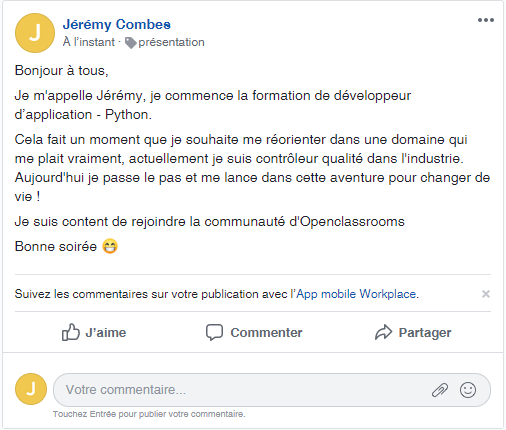 J
Jérémy Combes
À l'instant · présentation
Bonjour à tous,
Je m'appelle Jérémy, je commence la formation de développeur
d'application - Python.
Cela fait un moment que je souhaite me réorienter dans une domaine qui
me plait vraiment, actuellement je suis contrôleur qualité dans l'industrie.
Aujourd'hui je passe le pas et me lance dans cette aventure pour changer de
vie !
Je suis content de rejoindre la communauté d'Openclassrooms
Bonne soirée 😁
Suivez les commentaires sur votre publication avec l'App mobile Workplace.
J'aime Commenter Partager
J
Votre commentaire...
Touchez Entrée pour publier votre commentaire.